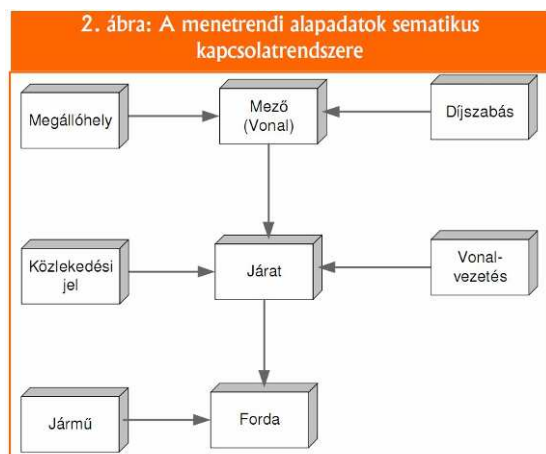 2. ábra: A menetrendi alapadatok sematikus
kapcsolatrendszere
Megállóhely
Mező
(Vonal)
Díjszabás
Közlekedési
jel
Járat
Vonal-
vezetés
Jármű
Forda